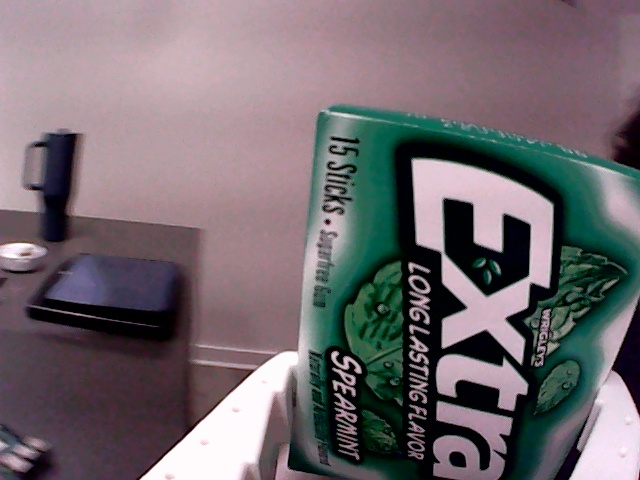 15 Sticks • Sugarfree Gum
Extra
WRIGLEY'S
LONG LASTING FLAVOR
SPEARMINT